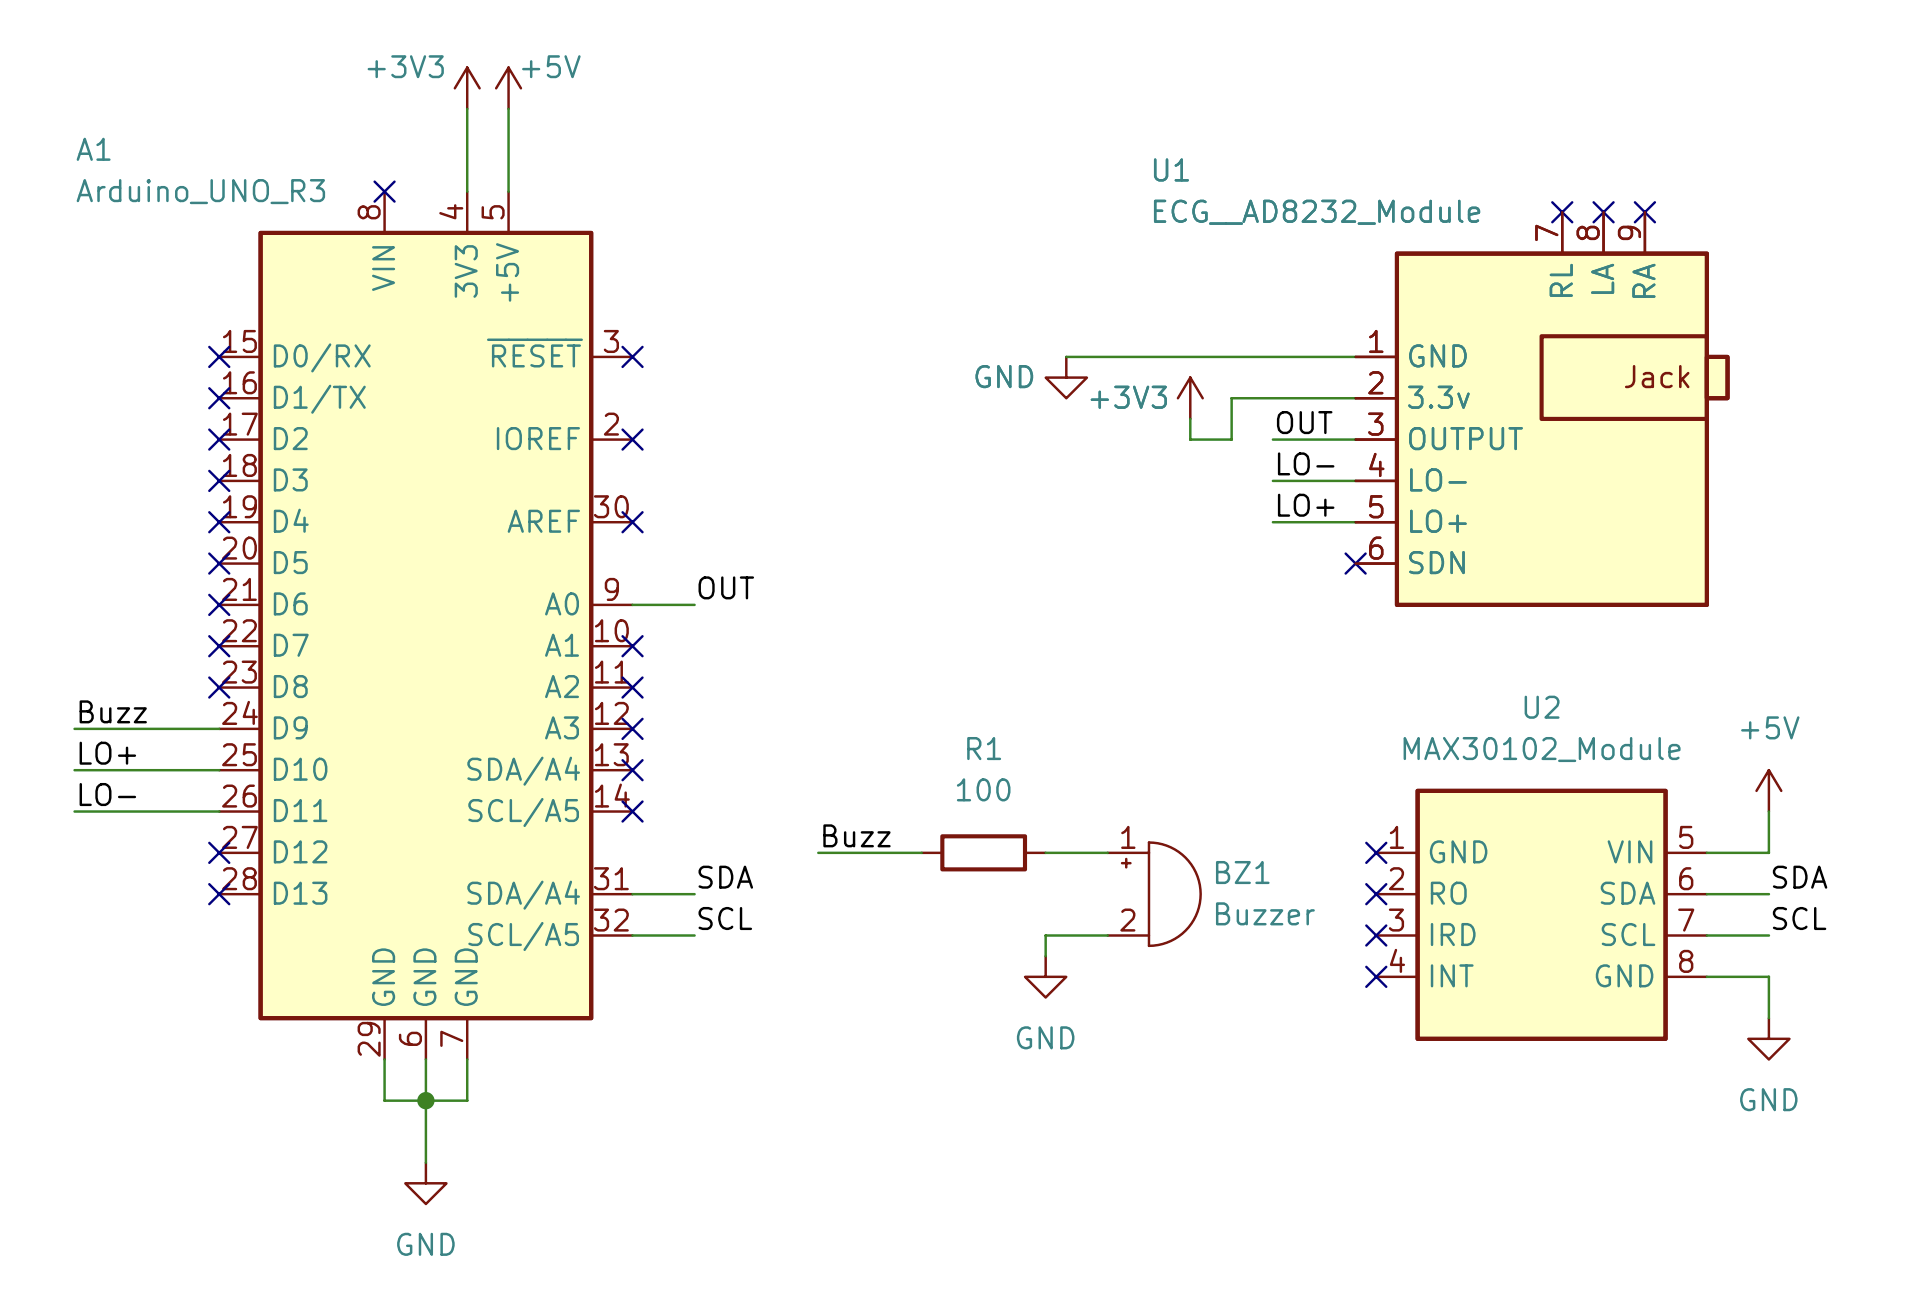 +3V3
+5V
A1
Arduino_UNO_R3
8
4
5
VIN
3V3
+5V
15
D0/RX
16
D1/TX
17
D2
18
D3
19
D4
20
D5
21
D6
22
D7
23
D8
Buzz
24
D9
LO+
25
D10
LO-
26
D11
27
D12
28
D13
RESET
3
IOREF
2
AREF
30
A0
9
OUT
A1
10
A2
11
A3
12
SDA/A4
13
SCL/A5
14
SDA/A4
31
SDA
SCL/A5
32
SCL
GND
GND
GND
29
6
7
GND
U1
ECG__AD8232_Module
7
8
9
RL
LA
RA
Jack
GND
1
GND
+3V3
2
3.3v
OUT
3
OUTPUT
LO-
4
LO-
LO+
5
LO+
6
SDN
R1
100
Buzz
1
+
2
BZ1
Buzzer
GND
U2
MAX30102_Module
+5V
1
GND
2
RO
3
IRD
4
INT
VIN
5
SDA
6
SDA
SCL
7
SCL
GND
8
GND